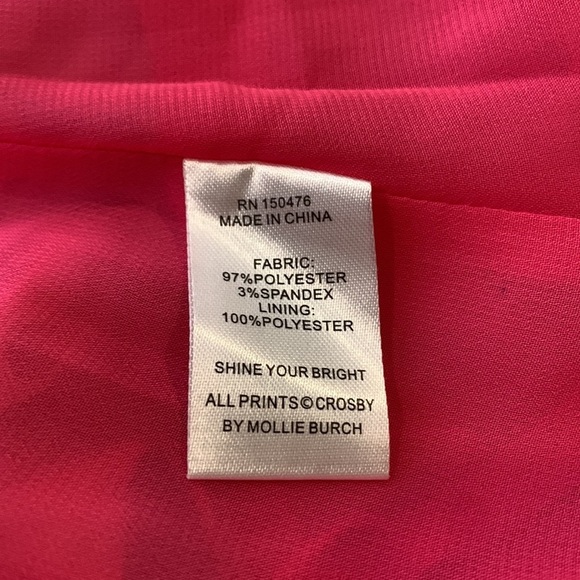 RN 150476
MADE IN CHINA
FABRIC:
97%POLYESTER
3%SPANDEX
LINING:
100%POLYESTER
SHINE YOUR BRIGHT
ALL PRINTS©CROSBY
BY MOLLIE BURCH